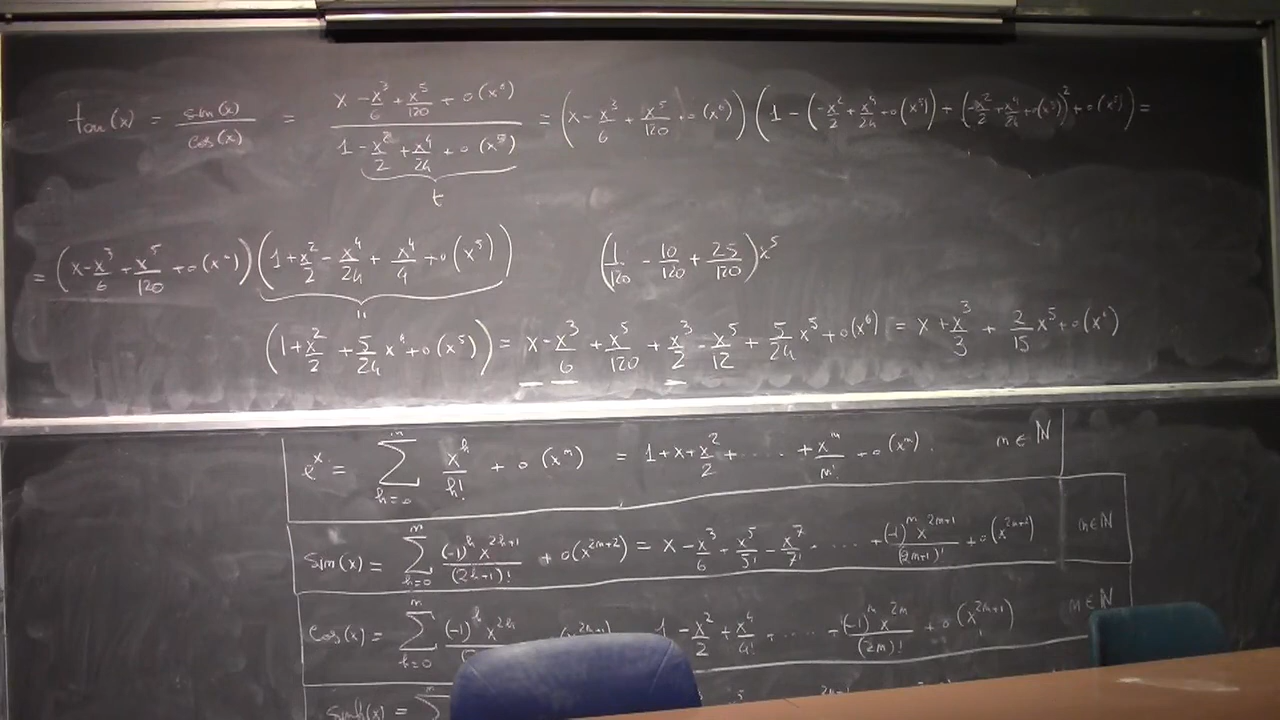 tan(x) = sin(x)/cos(x) = (x - x³/6 + x⁵/120 + o(x⁶))/(1 - x²/2 + x⁴/24 + o(x⁵)) = (x - x³/6 + x⁵/120 + o(x⁶))(1 - (-x²/2 + x⁴/24 + o(x⁵)) + (-x²/2 + x⁴/24 + o(x⁵))² + o(x⁵)) =
t
= (x - x³/6 + x⁵/120 + o(x⁶))(1 + x²/2 - x⁴/24 + x⁴/4 + o(x⁵)) (1/120 - 10/120 + 25/120)x⁵
(1 + x²/2 + 5/24 x⁴ + o(x⁵)) = x - x³/6 + x⁵/120 + x³/2 - x⁵/12 + 5/24 x⁵ + o(x⁶) = x + x³/3 + 2/15 x⁵ + o(x⁶)
eˣ = ∑_{h=0}^{m} x^h/h! + o(x^m) = 1 + x + x²/2 + ..... + x^m/m! + o(x^m). m ∈ ℕ
sin(x) = ∑_{h=0}^{m} (-1)^h x^{2h+1}/(2h+1)! + o(x^{2m+2}) = x - x³/6 + x⁵/5! - x⁷/7! ..... + (-1)^m x^{2m+1}/(2m+1)! + o(x^{2m+2}) m ∈ ℕ
cos(x) = ∑_{h=0}^{m} (-1)^h x^{2h} (x^{2m+1}) 1 - x²/2 + x⁴/4! ..... + (-1)^m x^{2m}/(2m)! + o(x^{2m+1}) m ∈ ℕ
sinh(x) = ∑^{m}